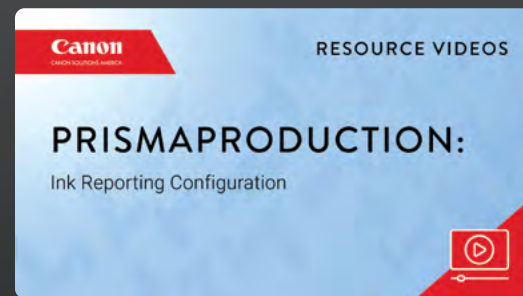 Canon
CANON SOLUTIONS AMERICA
RESOURCE VIDEOS
PRISMAPRODUCTION:
Ink Reporting Configuration